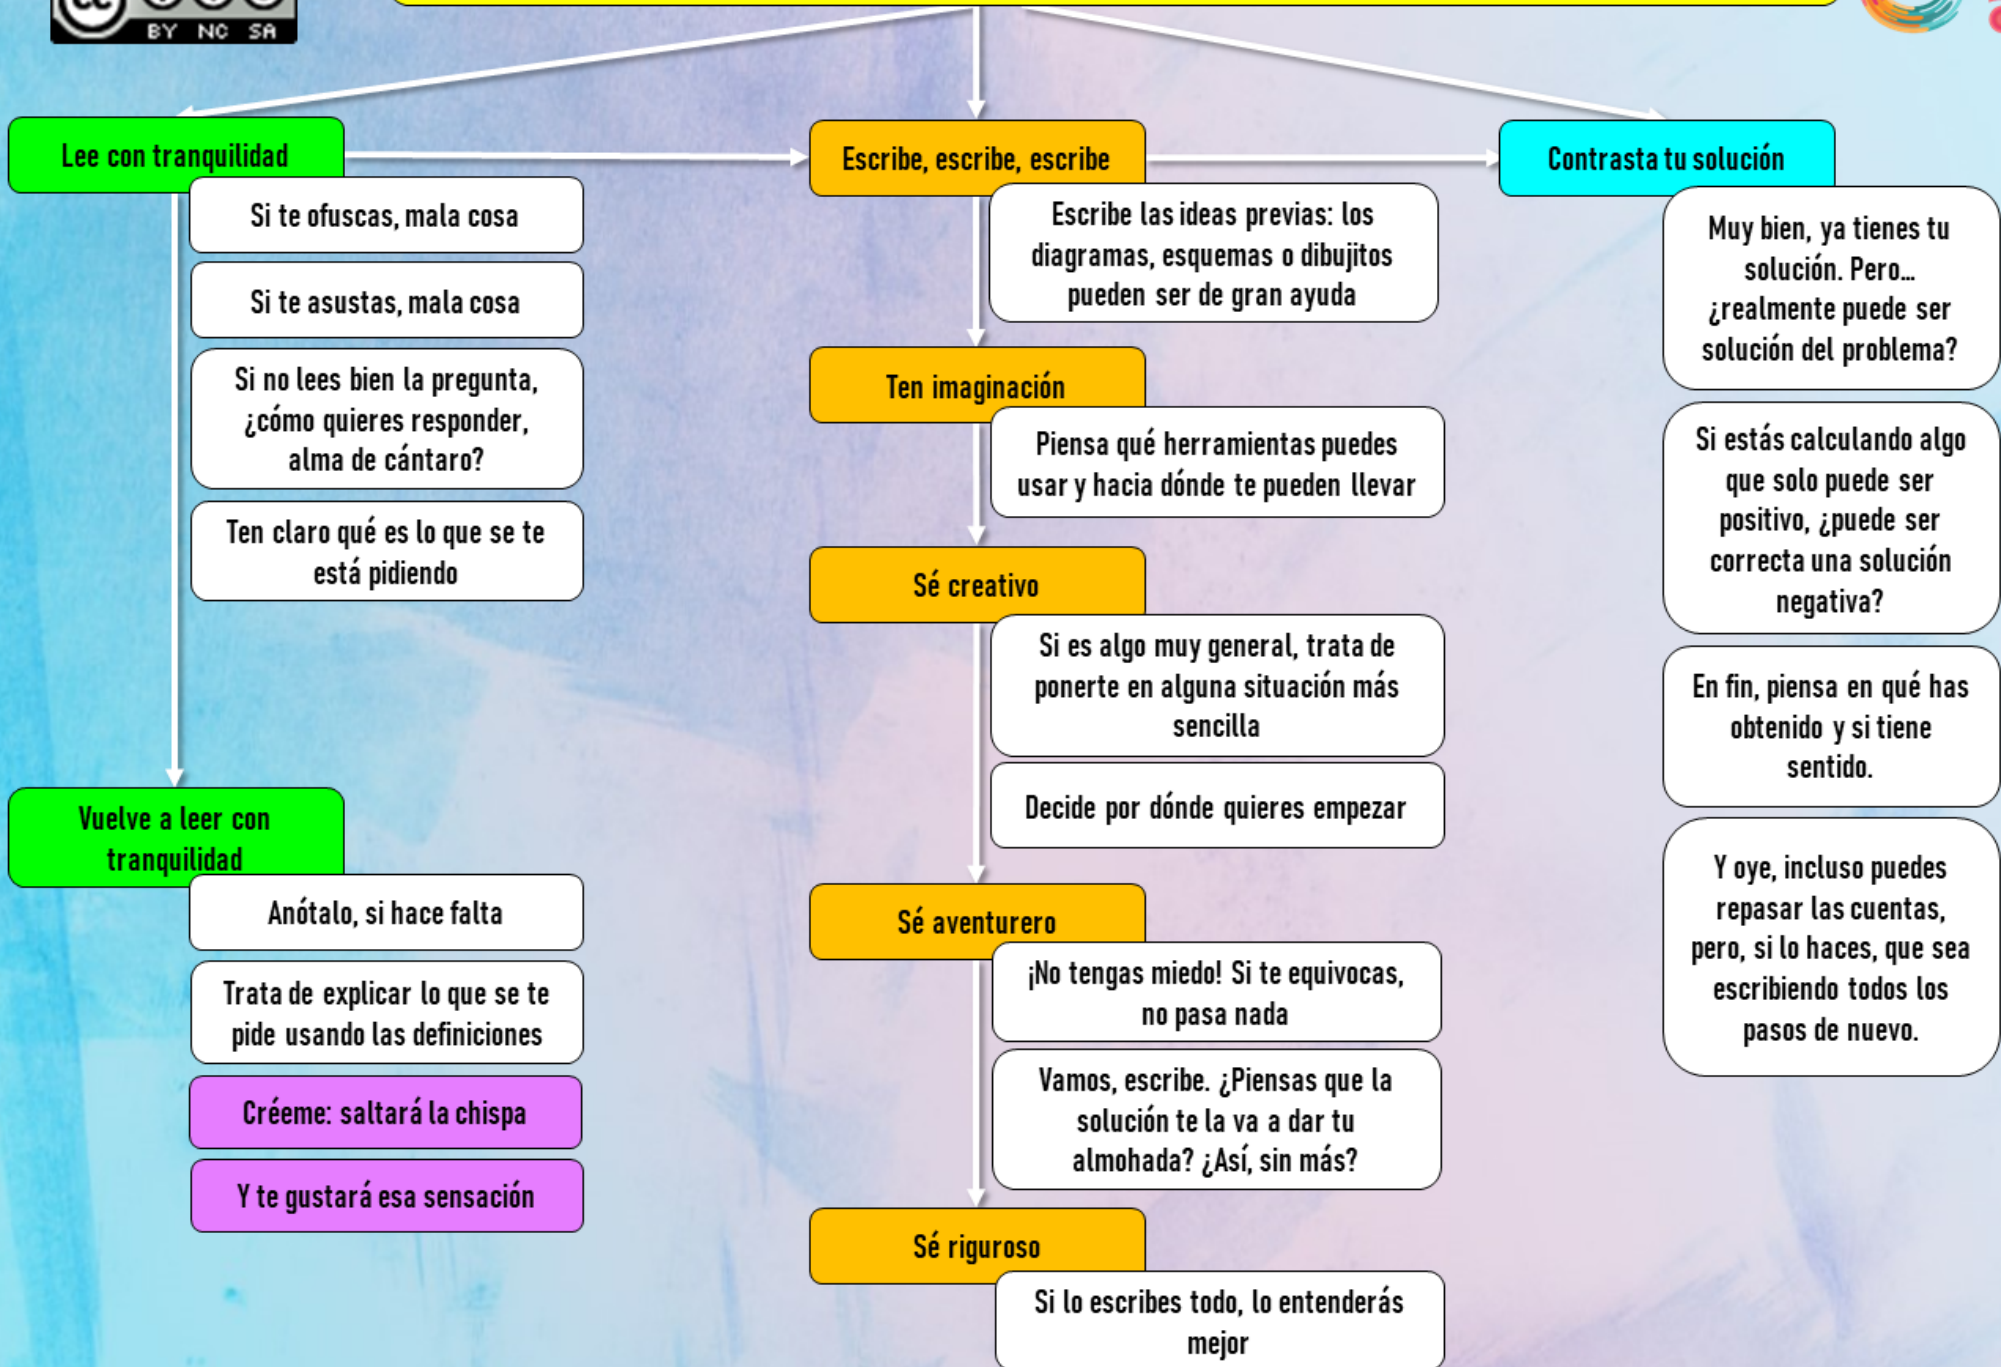 cc
BY NC SA
Lee con tranquilidad
Si te ofuscas, mala cosa
Si te asustas, mala cosa
Si no lees bien la pregunta,
¿cómo quieres responder,
alma de cántaro?
Ten claro qué es lo que se te
está pidiendo
Vuelve a leer con
tranquilidad
Anótalo, si hace falta
Trata de explicar lo que se te
pide usando las definiciones
Créeme: saltará la chispa
Y te gustará esa sensación
Escribe, escribe, escribe
Escribe las ideas previas: los
diagramas, esquemas o dibujitos
pueden ser de gran ayuda
Ten imaginación
Piensa qué herramientas puedes
usar y hacia dónde te pueden llevar
Sé creativo
Si es algo muy general, trata de
ponerte en alguna situación más
sencilla
Decide por dónde quieres empezar
Sé aventurero
¡No tengas miedo! Si te equivocas,
no pasa nada
Vamos, escribe. ¿Piensas que la
solución te la va a dar tu
almohada? ¿Así, sin más?
Sé riguroso
Si lo escribes todo, lo entenderás
mejor
Contrasta tu solución
Muy bien, ya tienes tu
solución. Pero...
¿realmente puede ser
solución del problema?
Si estás calculando algo
que solo puede ser
positivo, ¿puede ser
correcta una solución
negativa?
En fin, piensa en qué has
obtenido y si tiene
sentido.
Y oye, incluso puedes
repasar las cuentas,
pero, si lo haces, que sea
escribiendo todos los
pasos de nuevo.